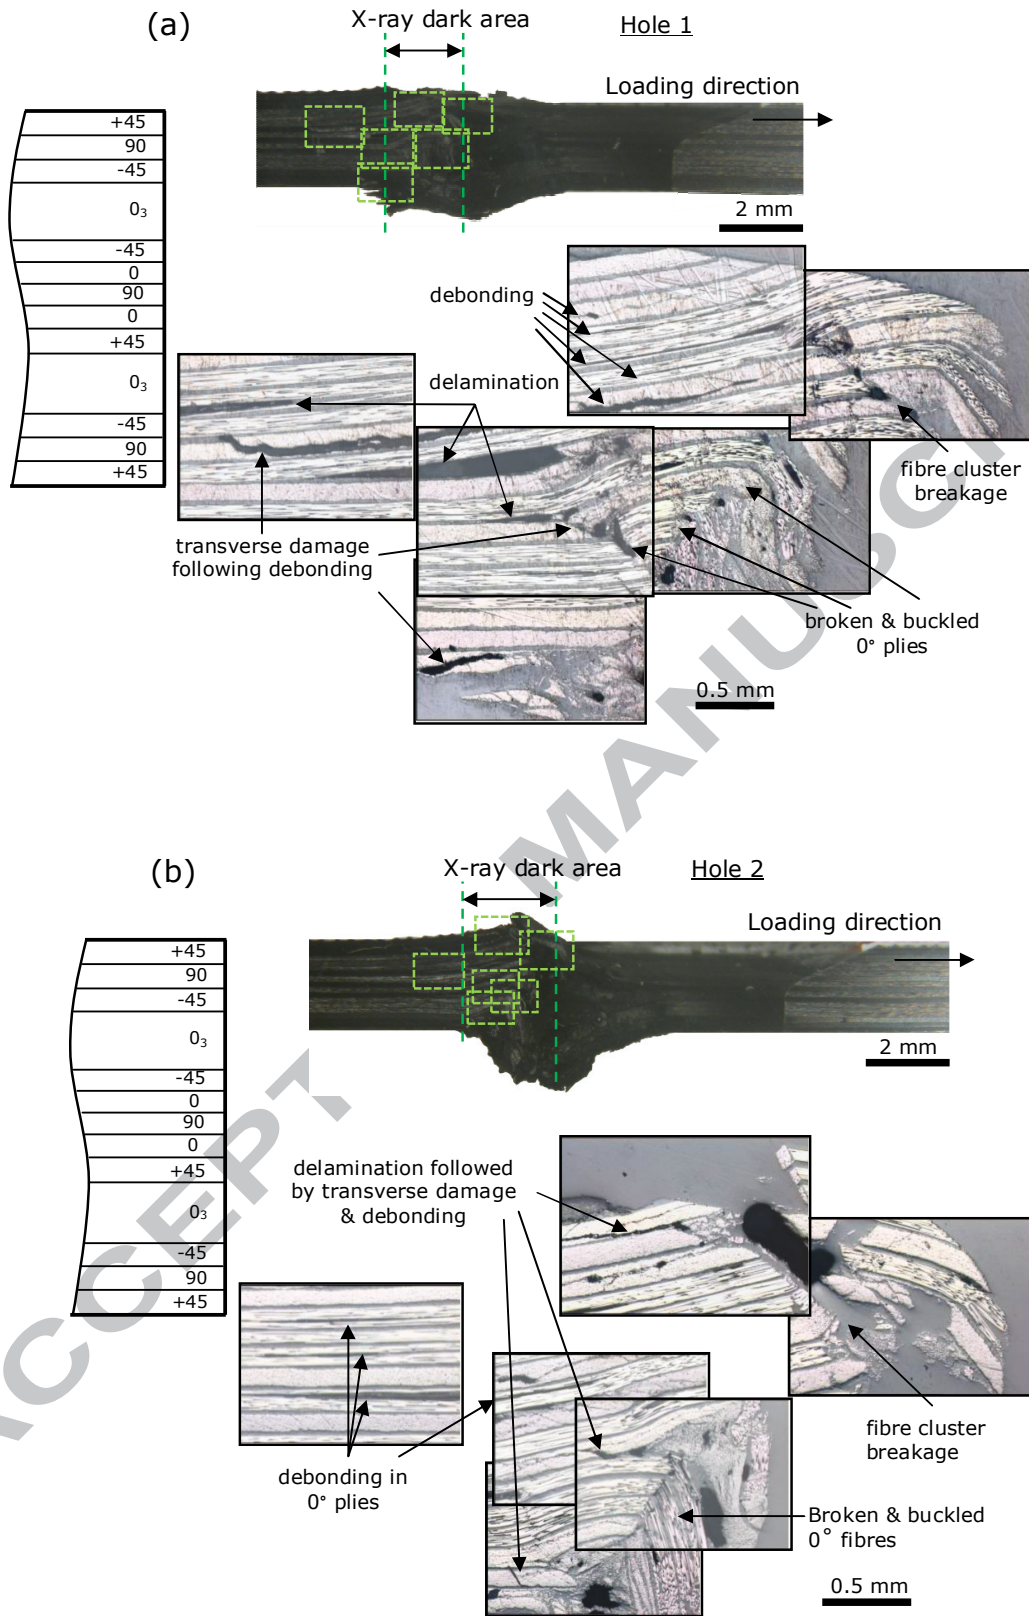 (a)
X-ray dark area
Hole 1
Loading direction
2 mm
+45
90
-45
0₃
-45
0
90
0
+45
0₃
-45
90
+45
debonding
delamination
fibre cluster
breakage
transverse damage
following debonding
broken & buckled
0° plies
0.5 mm
(b)
X-ray dark area
Hole 2
Loading direction
2 mm
+45
90
-45
0₃
-45
0
90
0
+45
0₃
-45
90
+45
delamination followed
by transverse damage
& debonding
fibre cluster
breakage
debonding in
0° plies
Broken & buckled
0° fibres
0.5 mm
ACCEPT
MANUSC